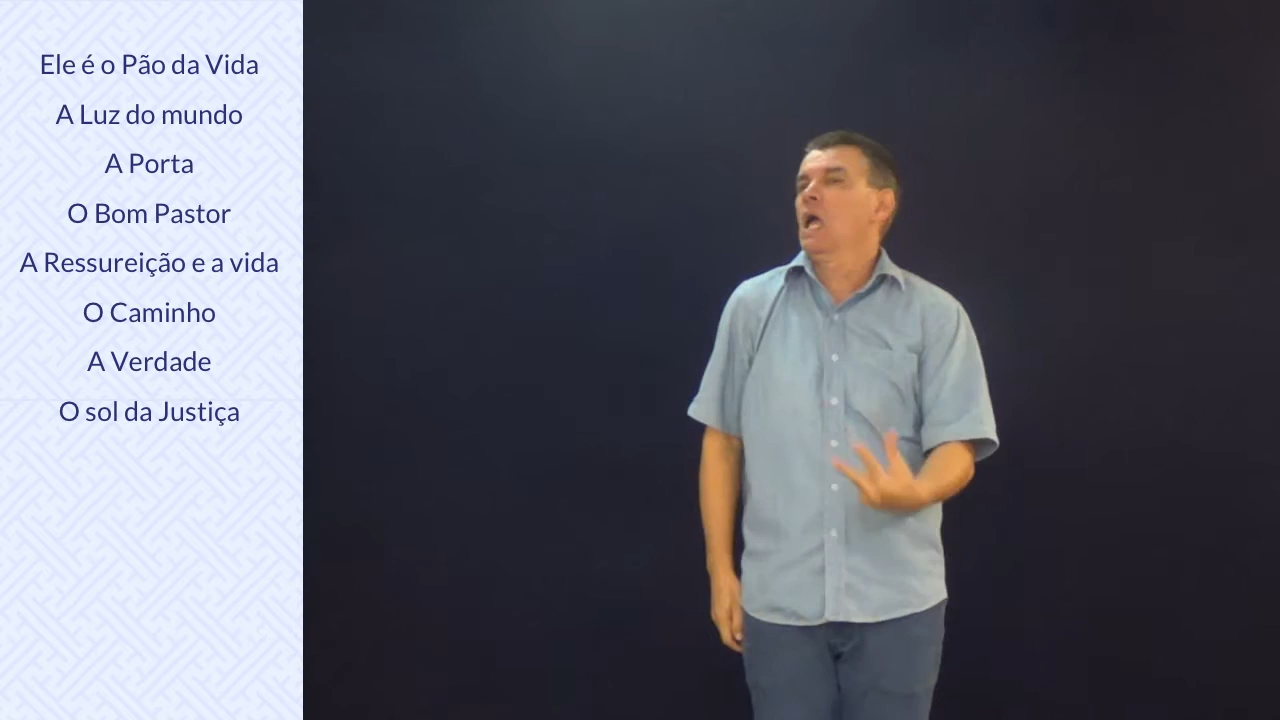 Ele é o Pão da Vida
A Luz do mundo
A Porta
O Bom Pastor
A Ressureição e a vida
O Caminho
A Verdade
O sol da Justiça